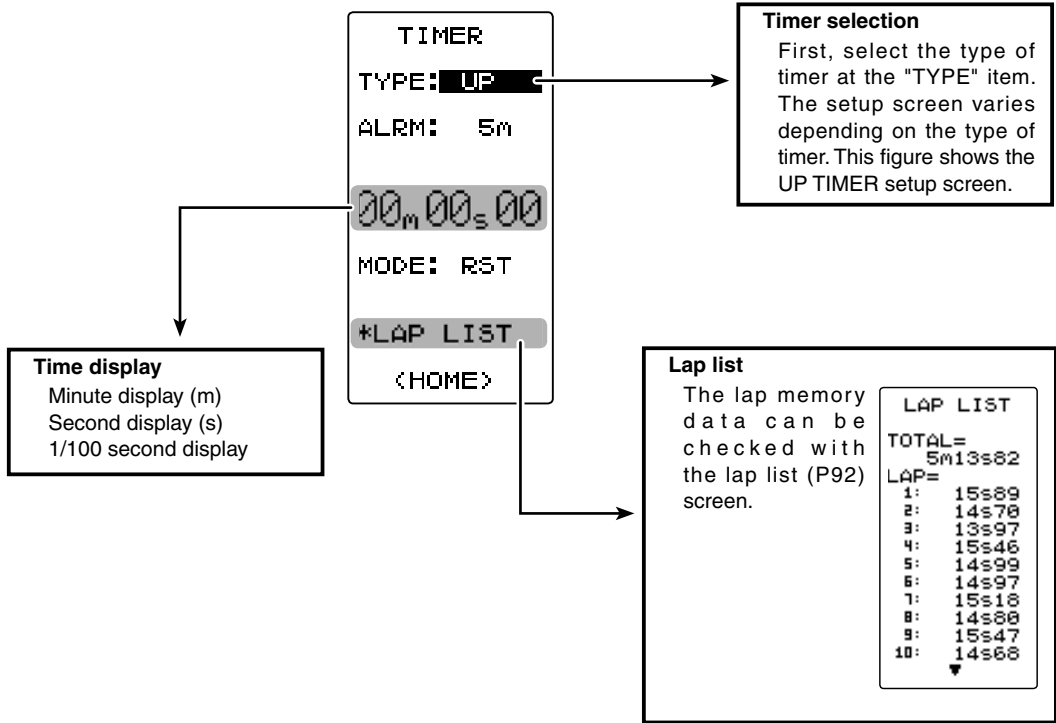 TIMER
TYPE: UP
ALRM: 5m
00m00s00
MODE: RST
*LAP LIST
<HOME>
Timer selection
First, select the type of
timer at the "TYPE" item.
The setup screen varies
depending on the type of
timer. This figure shows the
UP TIMER setup screen.
Time display
Minute display (m)
Second display (s)
1/100 second display
Lap list
The lap memory
data can be
checked with
the lap list (P92)
screen.
LAP LIST
TOTAL=
5m13s82
LAP=
1: 15s89
2: 14s70
3: 13s97
4: 15s46
5: 14s99
6: 14s97
7: 15s18
8: 14s80
9: 15s47
10: 14s68